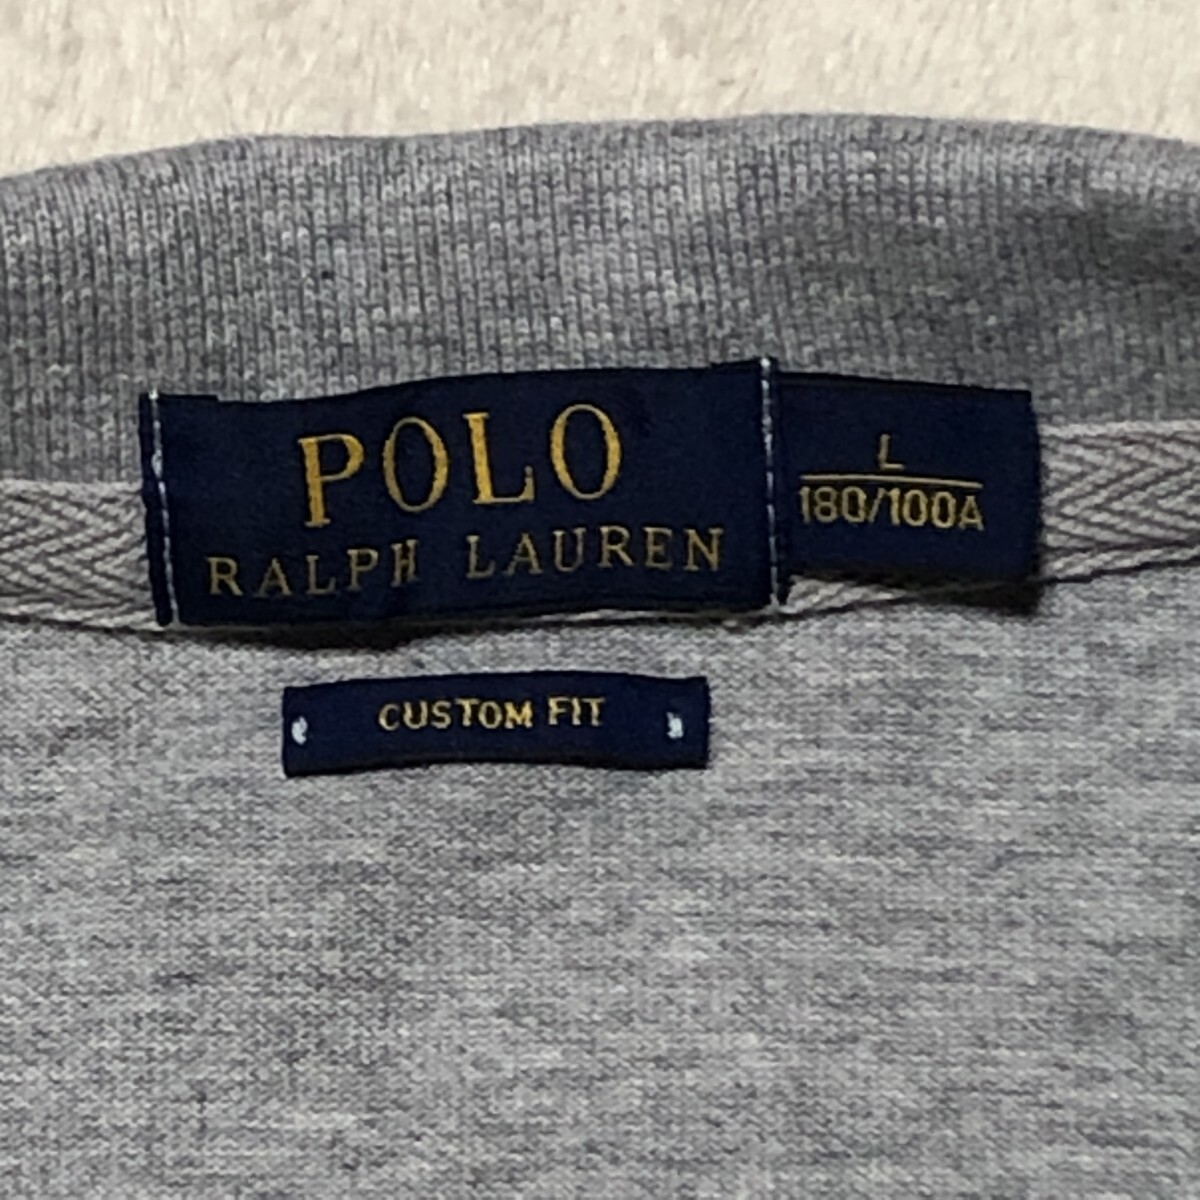 POLO
RALPH LAUREN
L
180/100A
CUSTOM FIT